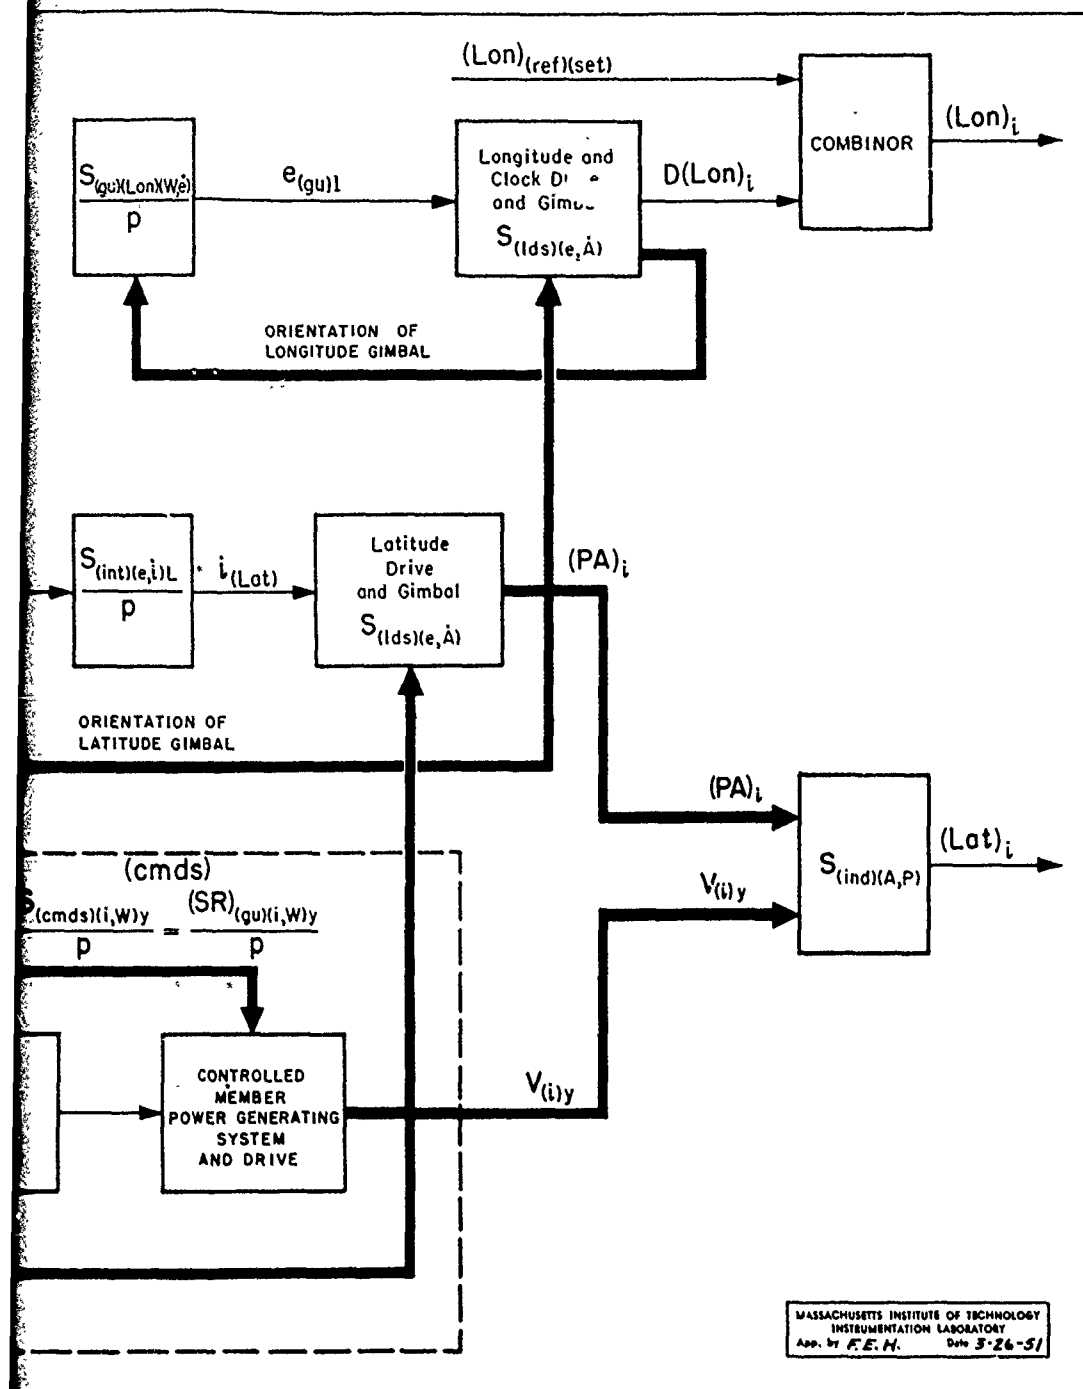 (Lon)(ref)(set)
COMBINOR
(Lon)i
S(gu)(Lon)(W,ė)
p
e(gu)l
Longitude and
Clock
and
S(lds)(e,Ȧ)
D(Lon)i
ORIENTATION OF
LONGITUDE GIMBAL
S(int)(e,i̇)L
p
i(Lat)
Latitude
Drive
and Gimbal
S(lds)(e,Ȧ)
(PA)i
ORIENTATION OF
LATITUDE GIMBAL
(PA)i
S(ind)(A,P)
(Lat)i
V(i)y
(cmds)
S(cmds)(i,W)y
p
=
(SR)(gu)(i,W)y
p
CONTROLLED
MEMBER
POWER GENERATING
SYSTEM
AND DRIVE
V(i)y
MASSACHUSETTS INSTITUTE OF TECHNOLOGY
INSTRUMENTATION LABORATORY
App. by F.E.H. Date 3-26-51